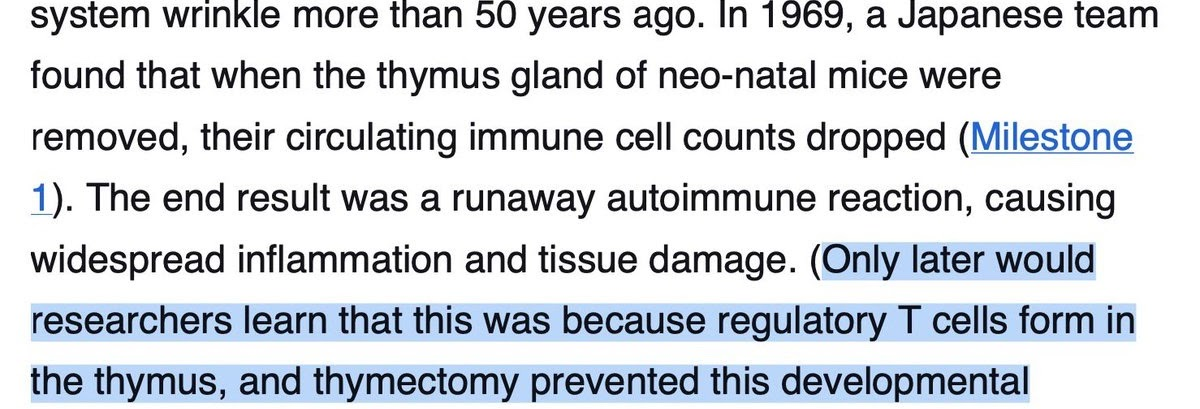 system wrinkle more than 50 years ago. In 1969, a Japanese team
found that when the thymus gland of neo-natal mice were
removed, their circulating immune cell counts dropped (Milestone
1). The end result was a runaway autoimmune reaction, causing
widespread inflammation and tissue damage. (Only later would
researchers learn that this was because regulatory T cells form in
the thymus, and thymectomy prevented this developmental